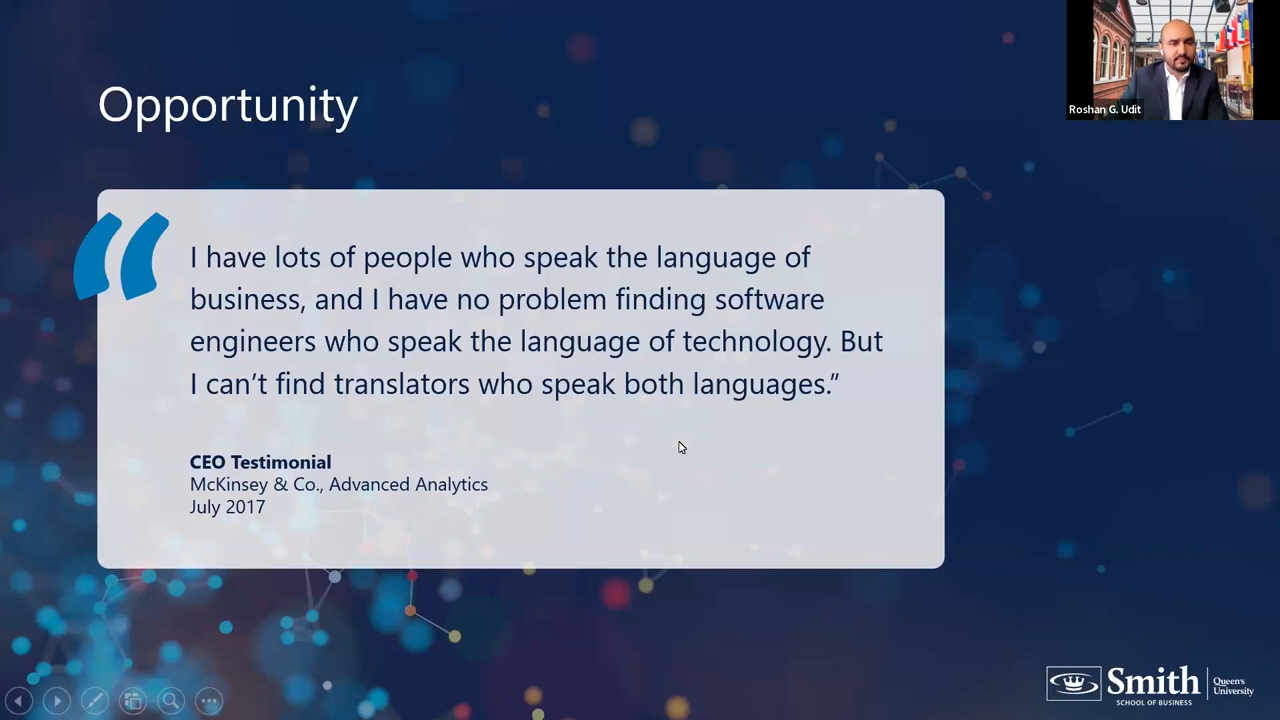 Opportunity
Roshan G. Udit
“
I have lots of people who speak the language of
business, and I have no problem finding software
engineers who speak the language of technology. But
I can’t find translators who speak both languages.”
CEO Testimonial
McKinsey & Co., Advanced Analytics
July 2017
Smith
SCHOOL OF BUSINESS
Queen's
University